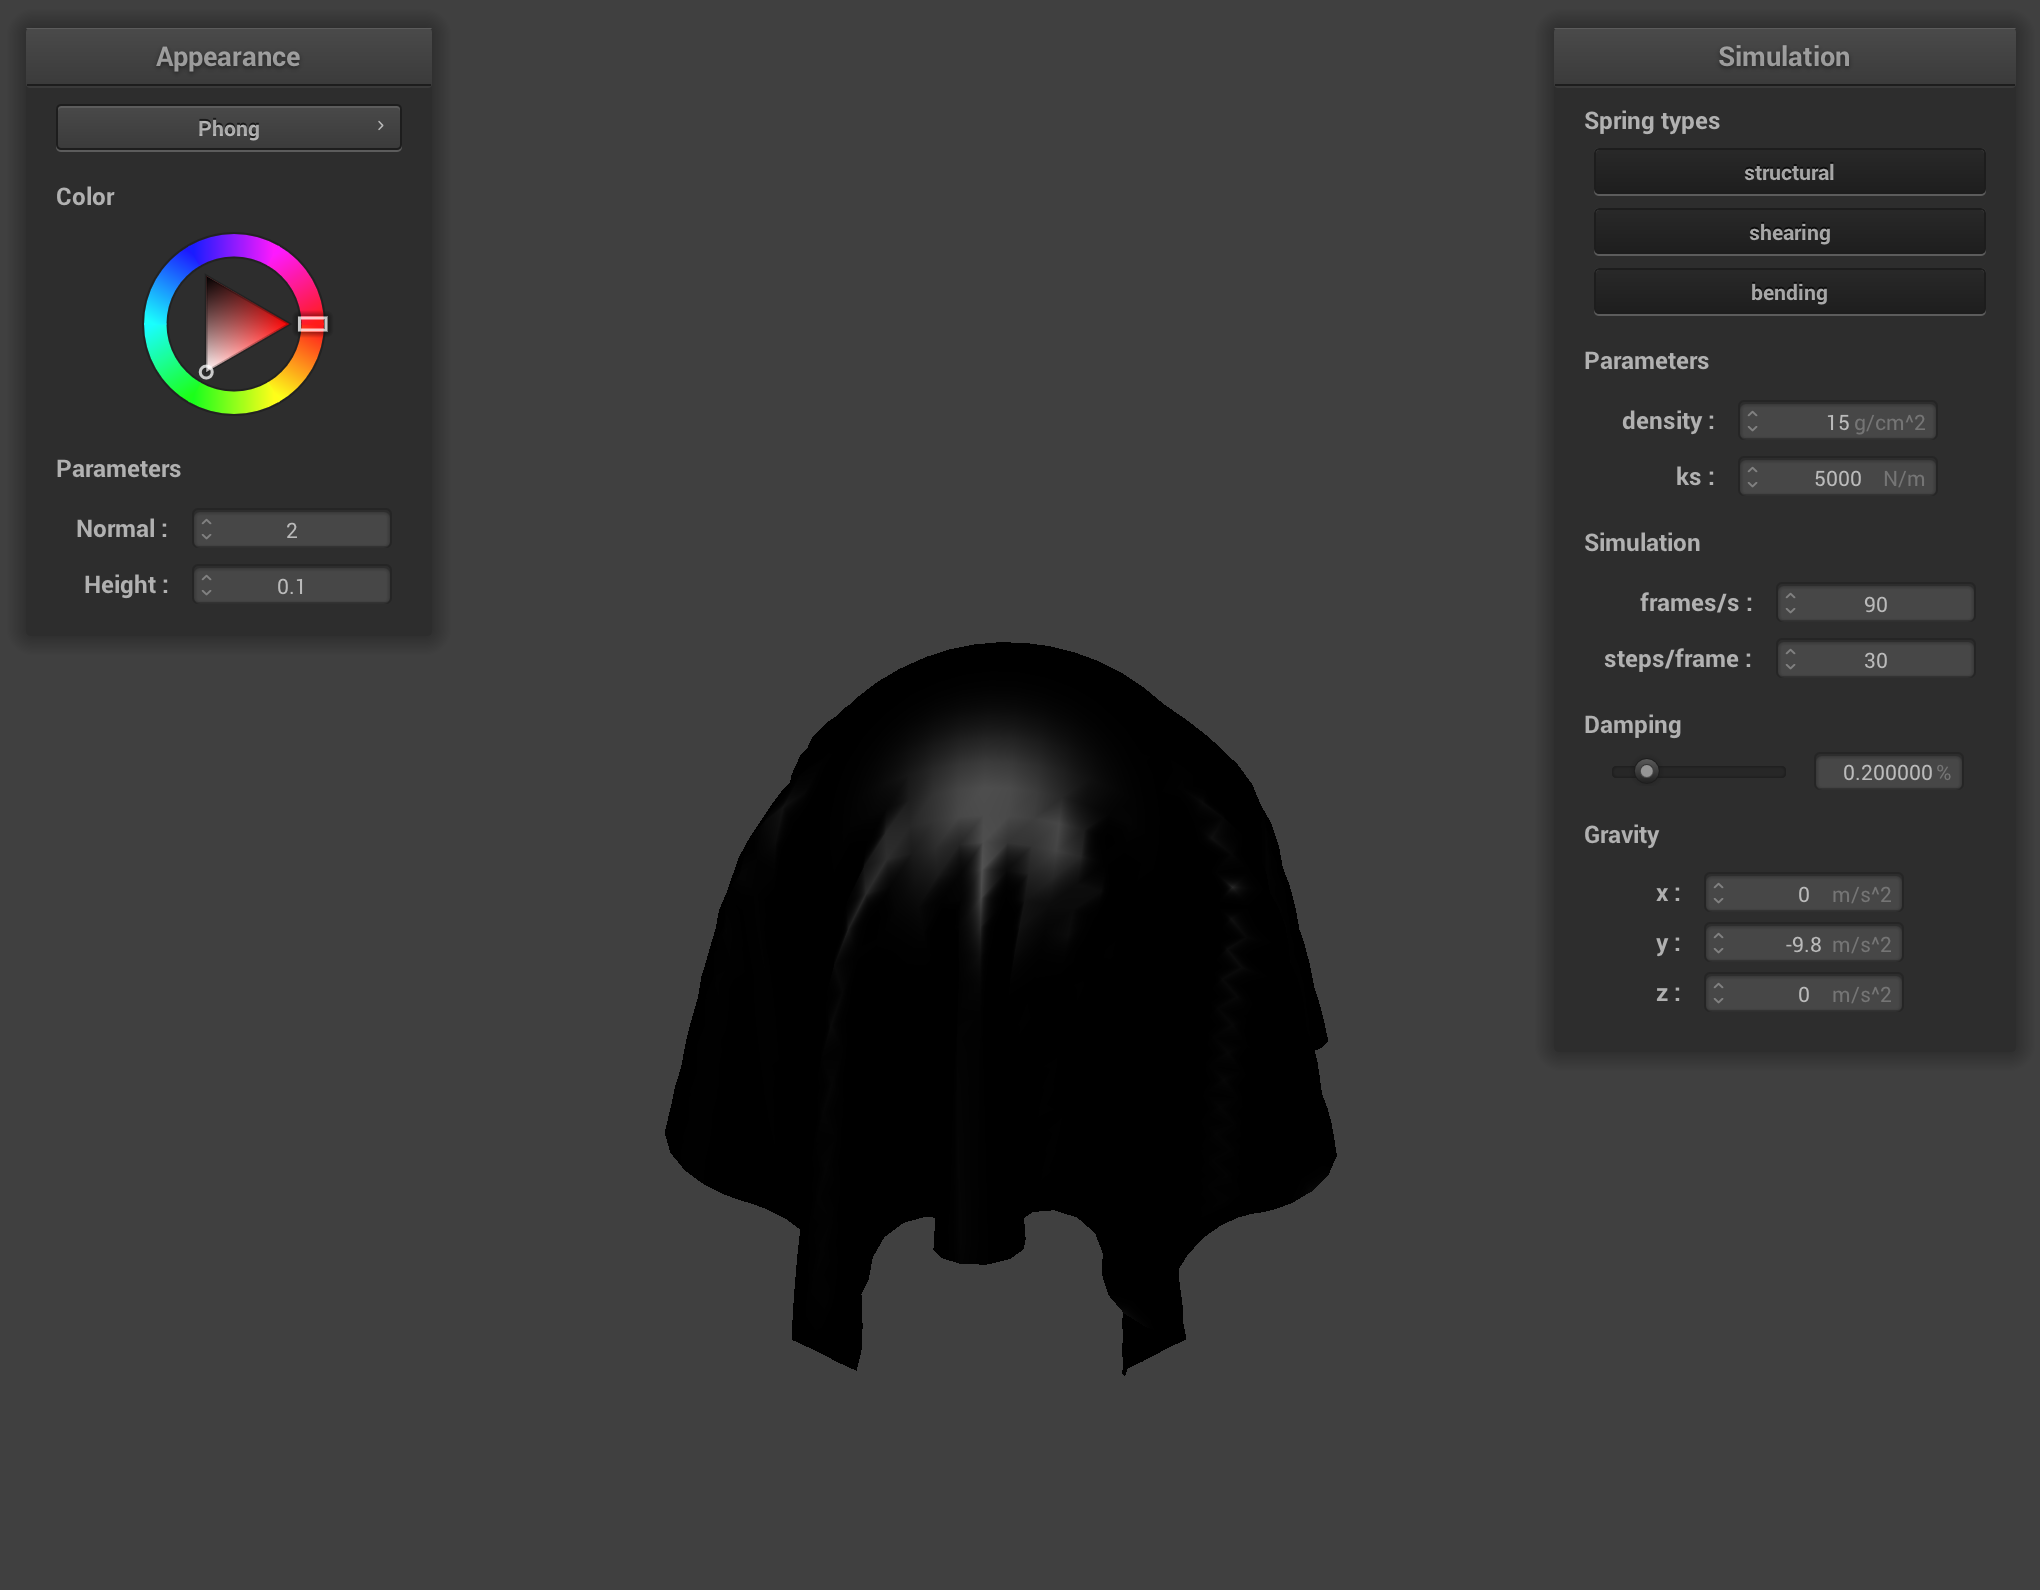 Appearance
Phong
Color
Parameters
Normal :
2
Height :
0.1
Simulation
Spring types
structural
shearing
bending
Parameters
density :
15 g/cm^2
ks :
5000 N/m
Simulation
frames/s :
90
steps/frame :
30
Damping
0.200000 %
Gravity
x :
0 m/s^2
y :
-9.8 m/s^2
z :
0 m/s^2